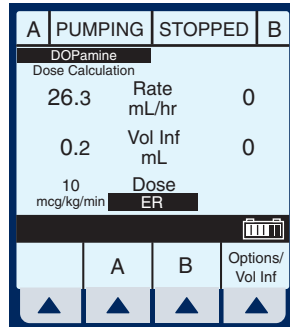 A PUMPING STOPPED B
DOPamine
Dose Calculation
26.3 Rate mL/hr 0
0.2 Vol Inf mL 0
10 mcg/kg/min Dose
ER
A B Options/ Vol Inf